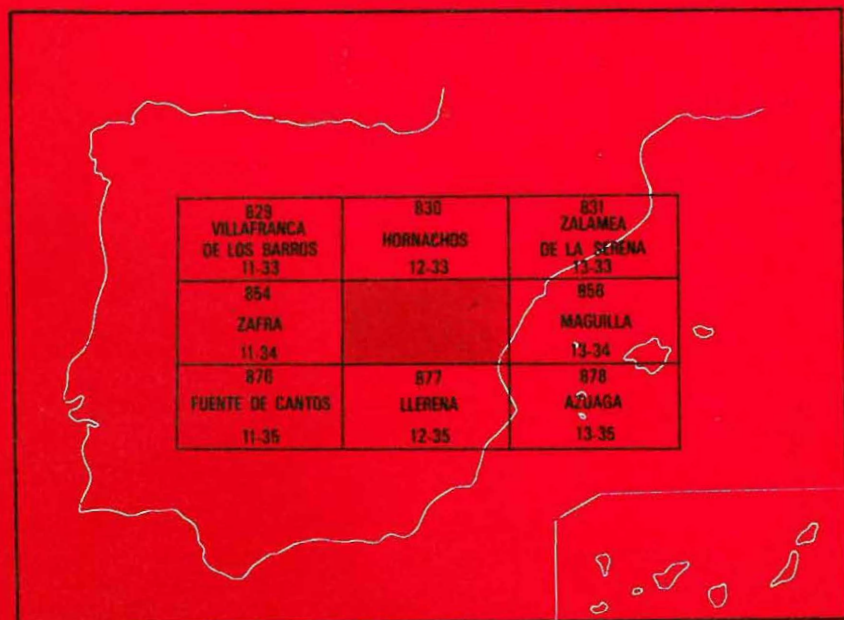 829
VILLAFRANCA
DE LOS BARROS
11-33
830
HORNACHOS
12-33
831
ZALAMEA
DE LA SERENA
13-33
854
ZAFRA
11-34
856
MAGUILLA
13-34
876
FUENTE DE CANTOS
11-35
877
LLERENA
12-35
878
AZUAGA
13-35